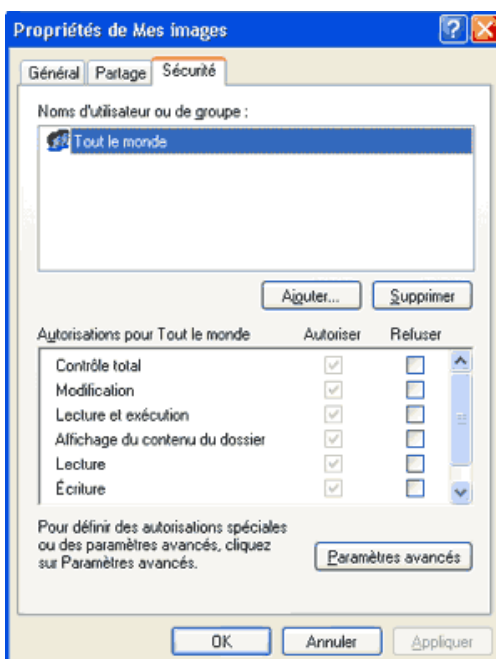 Propriétés de Mes images
Général Partage Sécurité
Noms d'utilisateur ou de groupe :
Tout le monde
Ajouter... Supprimer
Autorisations pour Tout le monde Autoriser Refuser
Contrôle total
Modification
Lecture et exécution
Affichage du contenu du dossier
Lecture
Écriture
Pour définir des autorisations spéciales
ou des paramètres avancés, cliquez
sur Paramètres avancés.
Paramètres avancés
OK Annuler Appliquer